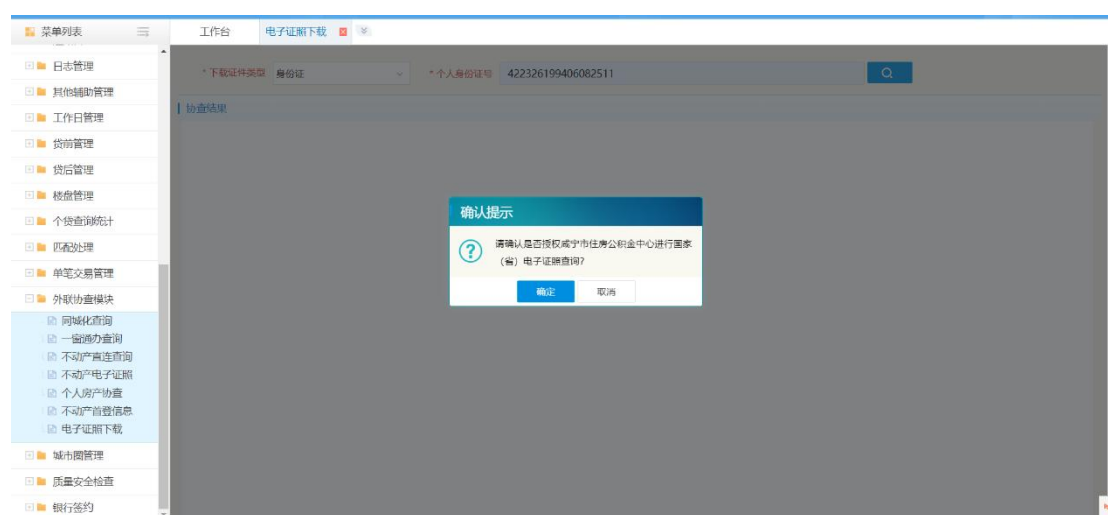 菜单列表
工作台 电子证照下载
日志管理
* 下载证件类型 身份证 * 个人身份证号 422326199406082511
其他辅助管理
协查结果
工作日管理
贷前管理
贷后管理
楼盘管理
个贷查询统计
匹配处理
单笔交易管理
外联协查模块
同城化查询
一窗通办查询
不动产直连查询
不动产电子证照
个人房产协查
不动产首登信息
电子证照下载
城市圈管理
质量安全检查
银行签约
确认提示
请确认是否授权咸宁市住房公积金中心进行国家
（省）电子证照查询?
确定 取消